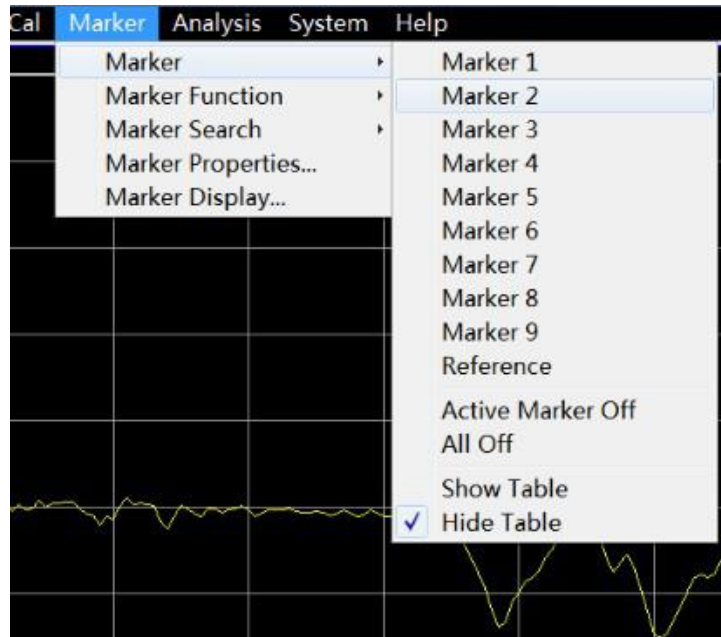 Cal Marker Analysis System Help
Marker
Marker Function
Marker Search
Marker Properties...
Marker Display...
Marker 1
Marker 2
Marker 3
Marker 4
Marker 5
Marker 6
Marker 7
Marker 8
Marker 9
Reference
Active Marker Off
All Off
Show Table
Hide Table